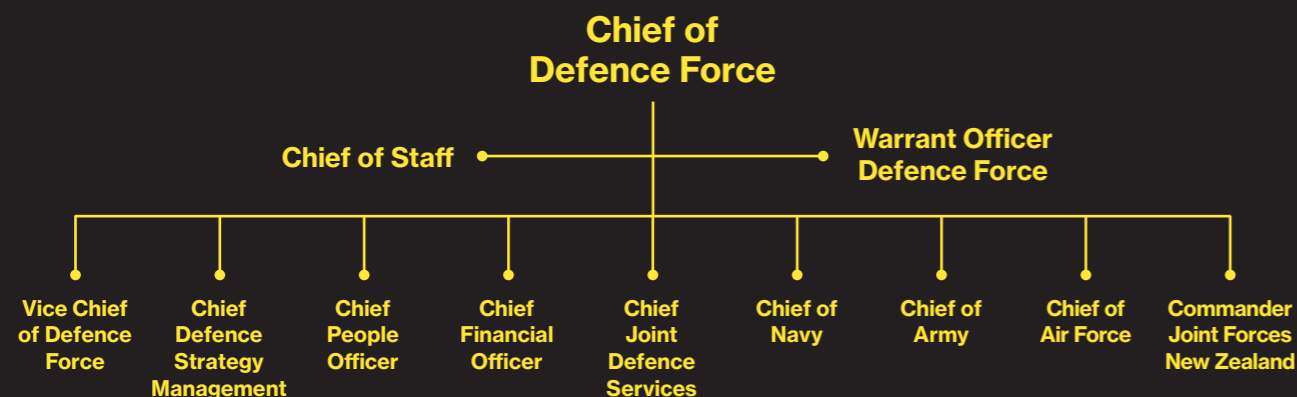 Chief of
Defence Force
Chief of Staff
Warrant Officer
Defence Force
Vice Chief
of Defence
Force
Chief
Defence
Strategy
Management
Chief
People
Officer
Chief
Financial
Officer
Chief
Joint
Defence
Services
Chief of
Navy
Chief of
Army
Chief of
Air Force
Commander
Joint Forces
New Zealand